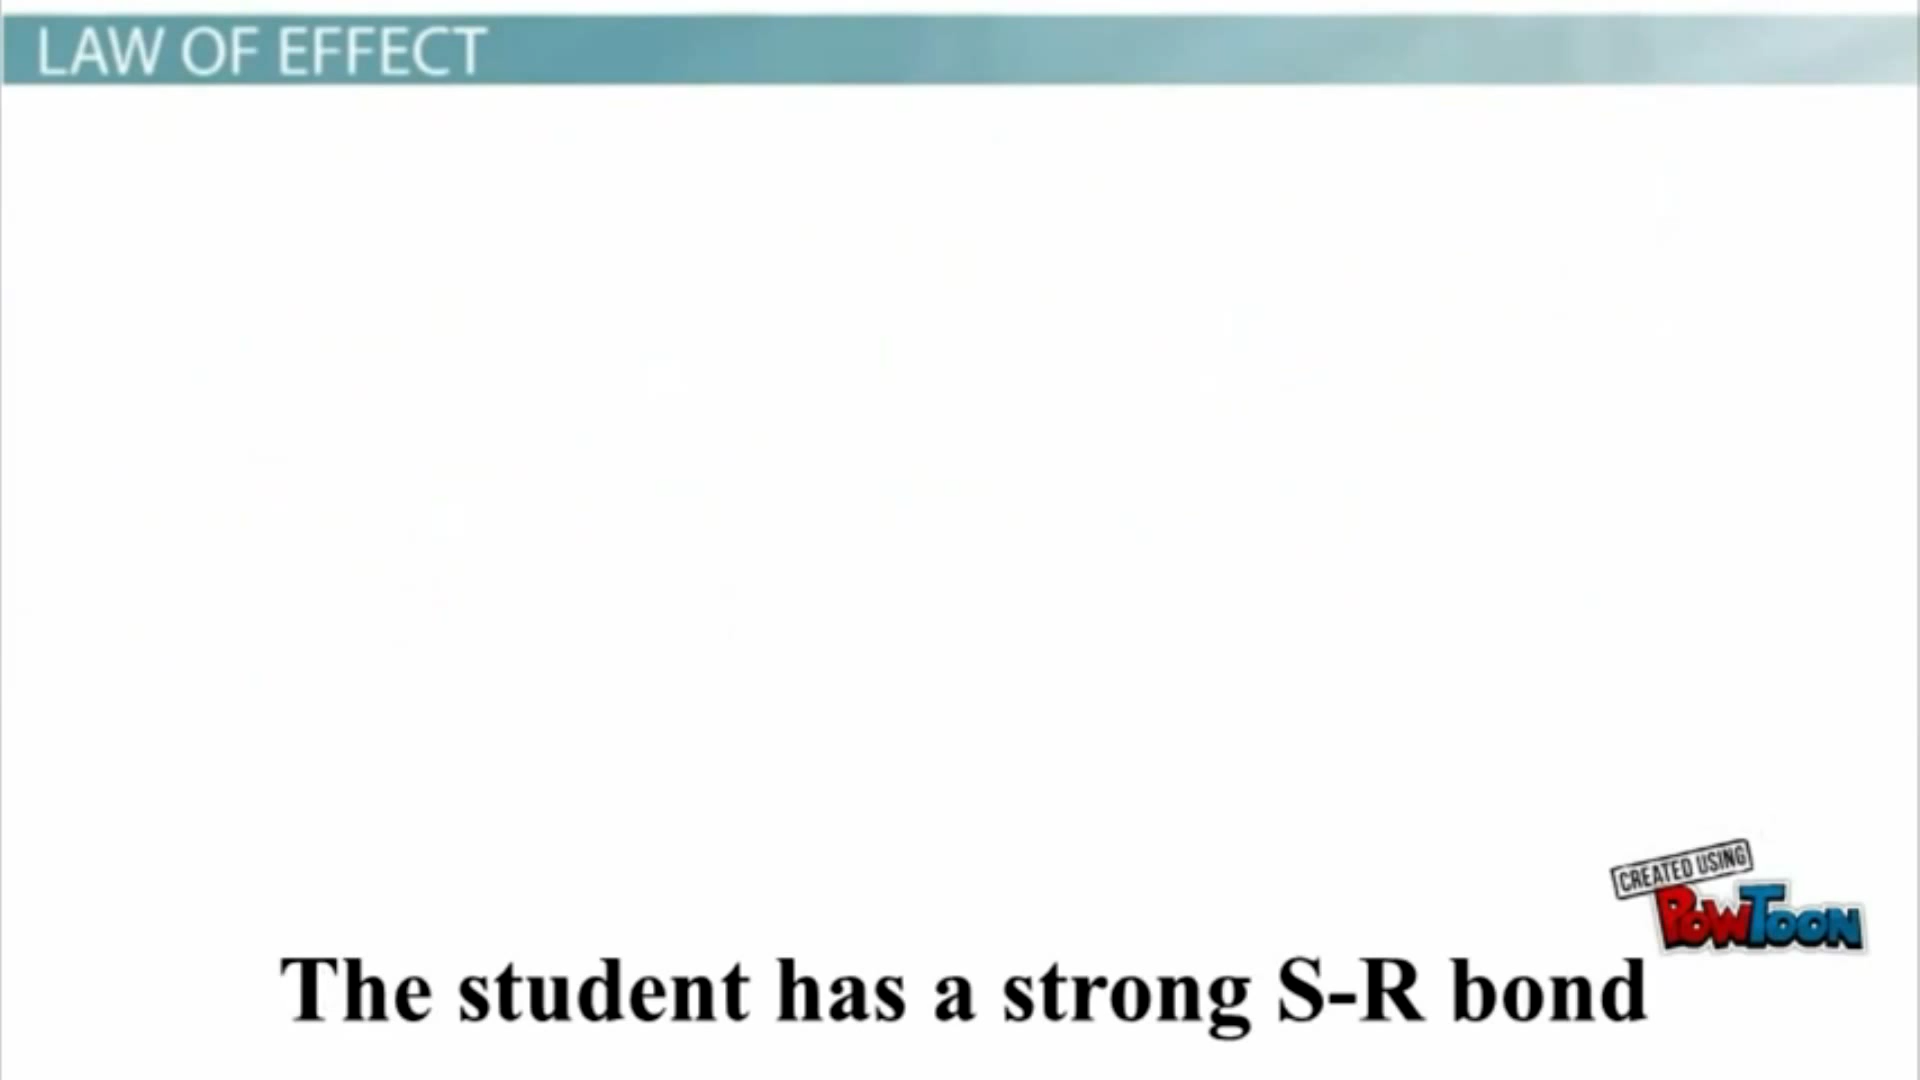 LAW OF EFFECT
CREATED USING
POWTOON
The student has a strong S-R bond